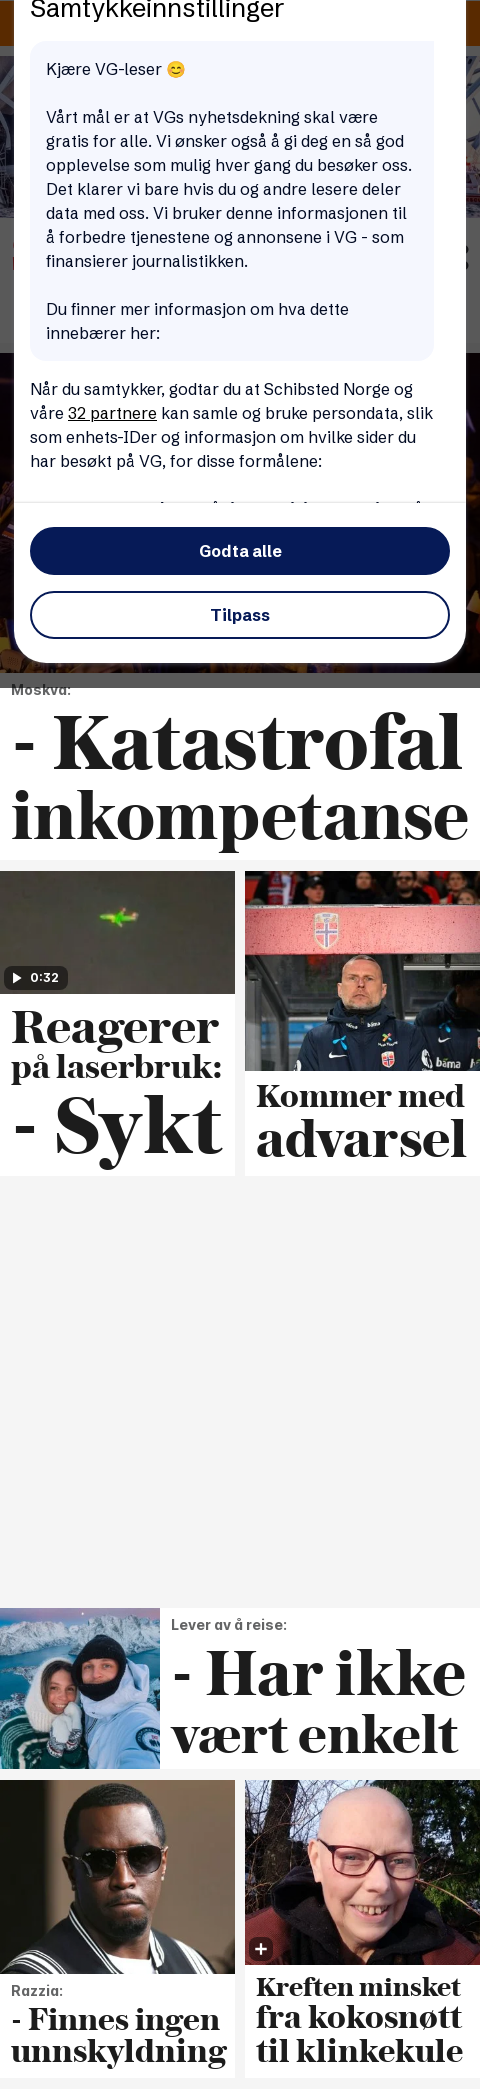 Samtykkeinnstillinger
Kjære VG-leser 😊
Vårt mål er at VGs nyhetsdekning skal være
gratis for alle. Vi ønsker også å gi deg en så god
opplevelse som mulig hver gang du besøker oss.
Det klarer vi bare hvis du og andre lesere deler
data med oss. Vi bruker denne informasjonen til
å forbedre tjenestene og annonsene i VG - som
finansierer journalistikken.
Du finner mer informasjon om hva dette
innebærer her:
Når du samtykker, godtar du at Schibsted Norge og
våre 32 partnere kan samle og bruke persondata, slik
som enhets-IDer og informasjon om hvilke sider du
har besøkt på VG, for disse formålene:
Godta alle
Tilpass
Moskva:
- Katastrofal
inkompetanse
0:32
Reagerer
på laserbruk:
- Sykt
bama
bama
Kommer med
advarsel
Lever av å reise:
- Har ikke
vært enkelt
Razzia:
- Finnes ingen
unnskyldning
Kreften minsket
fra kokosnøtt
til klinkekule